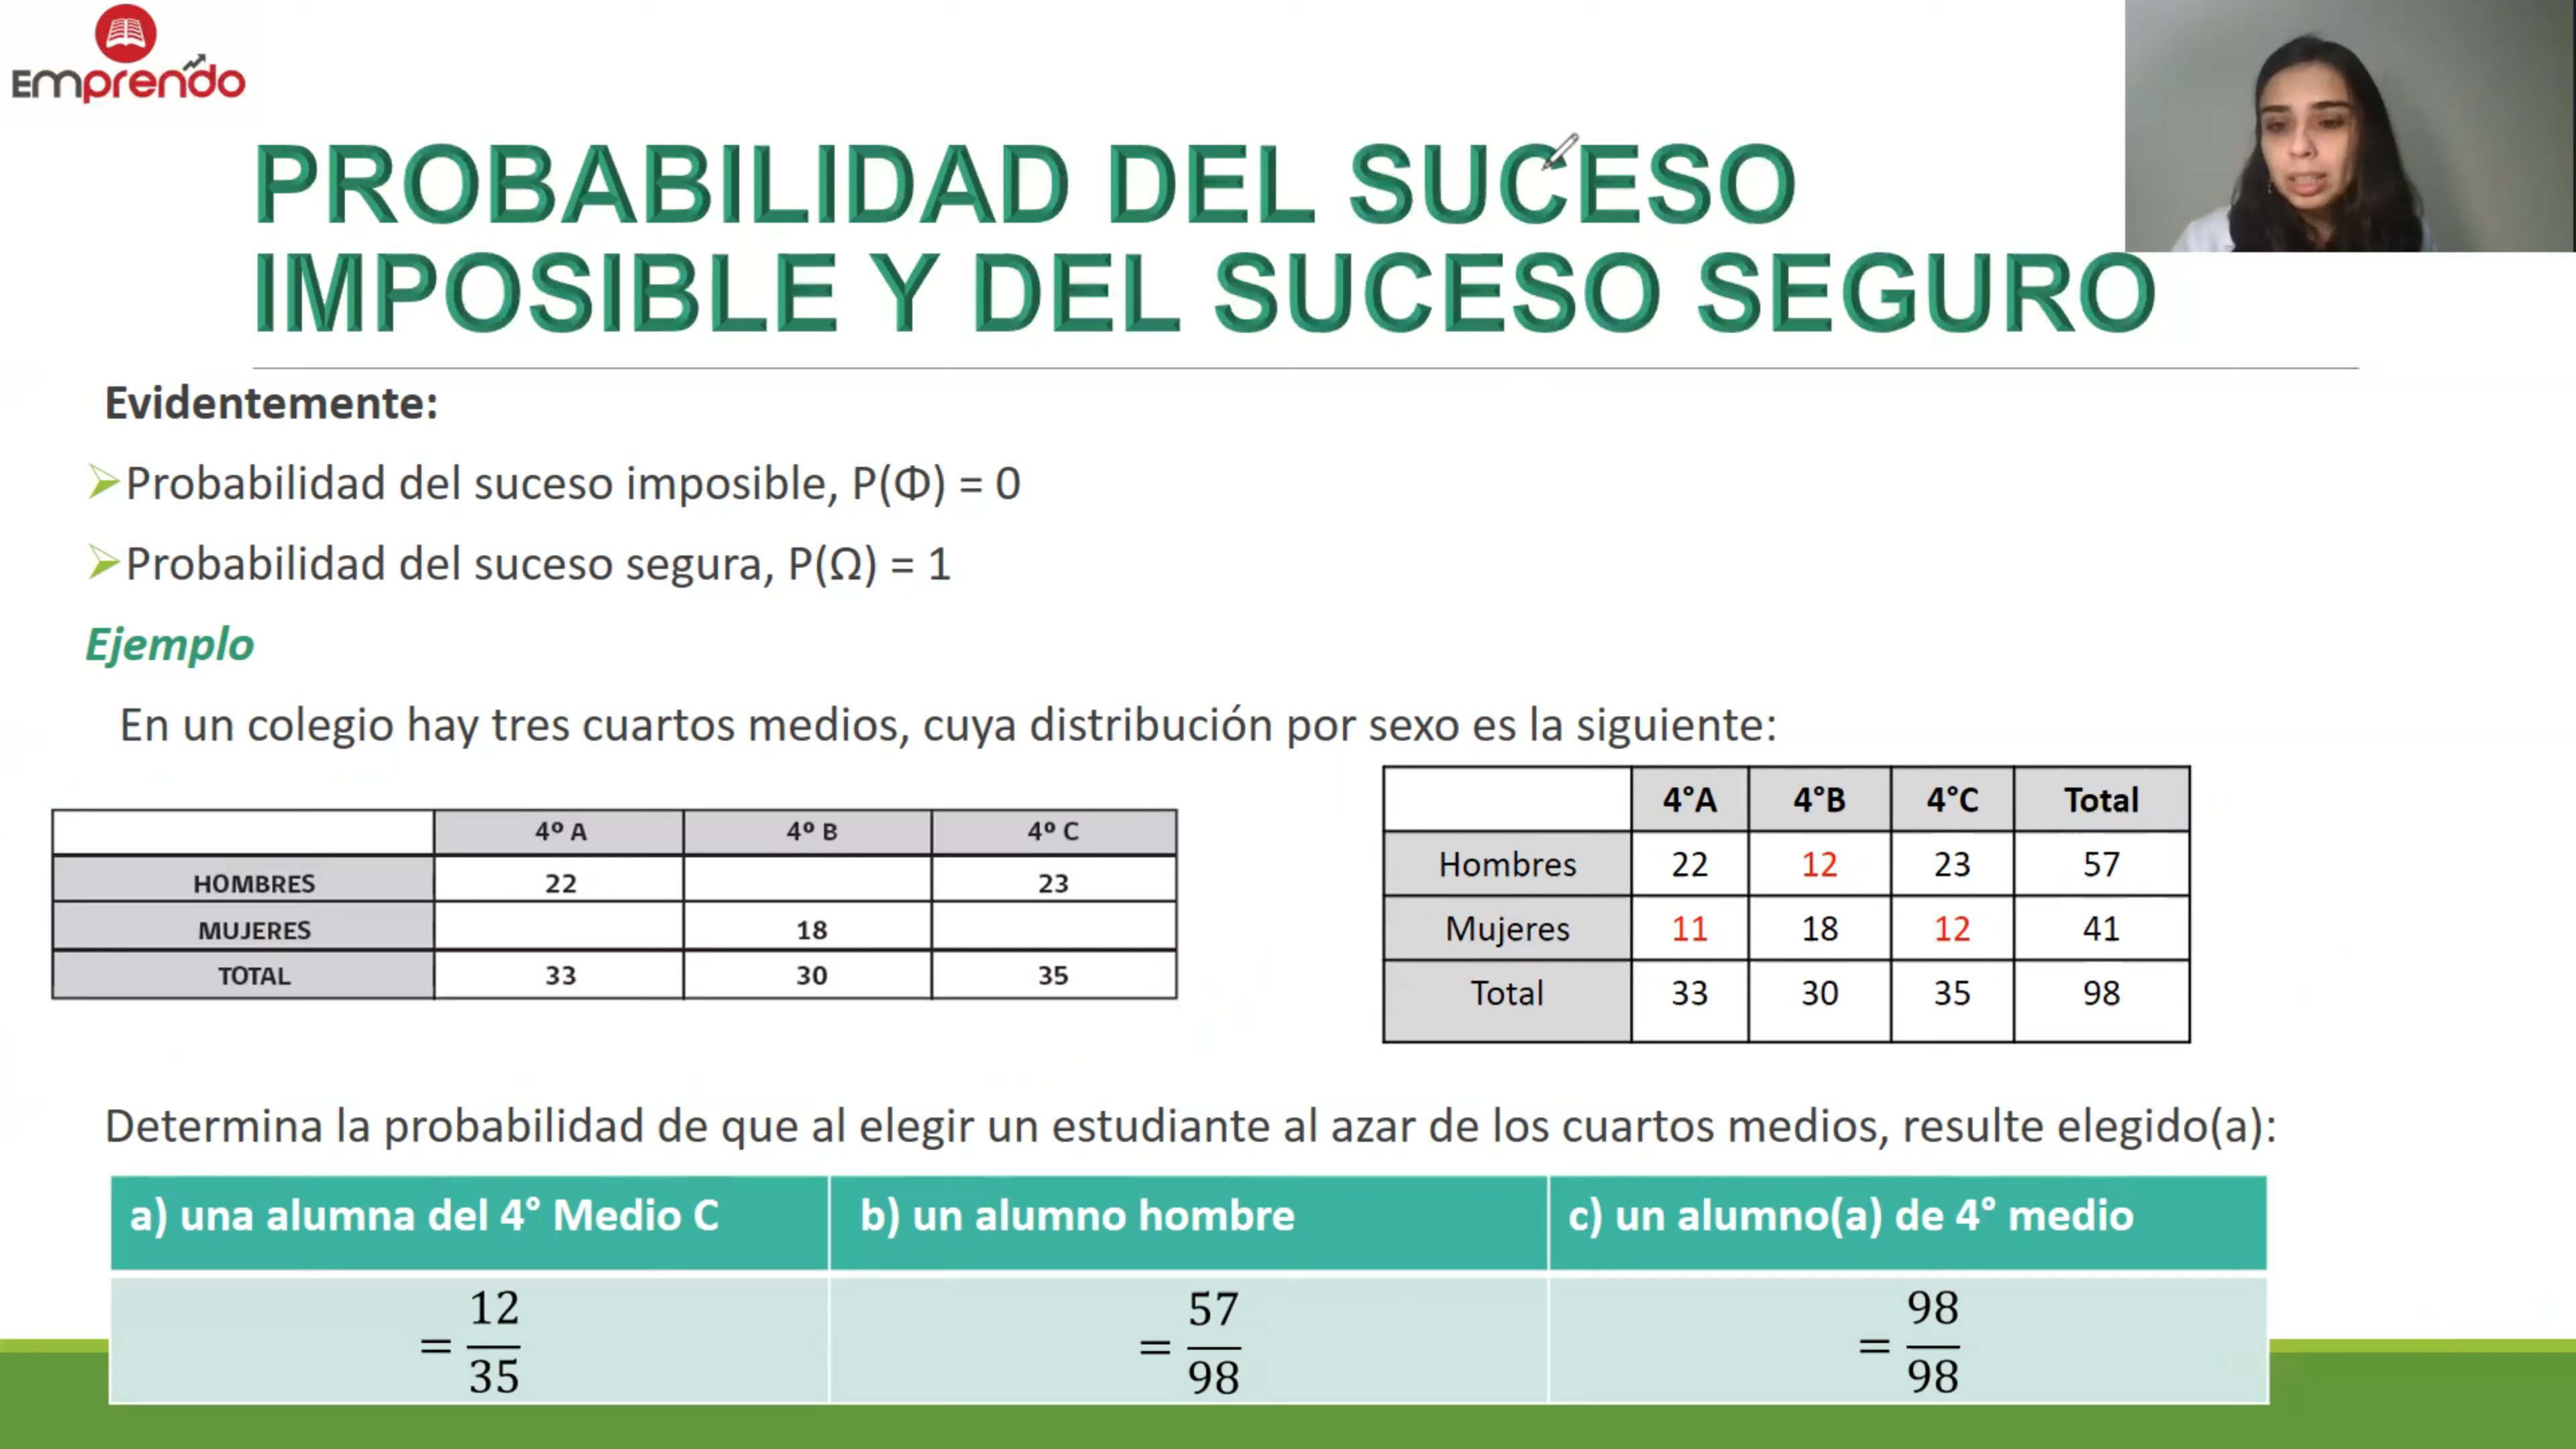 Emprendo
PROBABILIDAD DEL SUCESO
IMPOSIBLE Y DEL SUCESO SEGURO
Evidentemente:
Probabilidad del suceso imposible, P(Φ) = 0
Probabilidad del suceso segura, P(Ω) = 1
Ejemplo
En un colegio hay tres cuartos medios, cuya distribución por sexo es la siguiente:
4º A 4º B 4º C
HOMBRES 22 23
MUJERES 18
TOTAL 33 30 35
4°A 4°B 4°C Total
Hombres 22 12 23 57
Mujeres 11 18 12 41
Total 33 30 35 98
Determina la probabilidad de que al elegir un estudiante al azar de los cuartos medios, resulte elegido(a):
a) una alumna del 4° Medio C b) un alumno hombre c) un alumno(a) de 4° medio
= 12/35 = 57/98 = 98/98